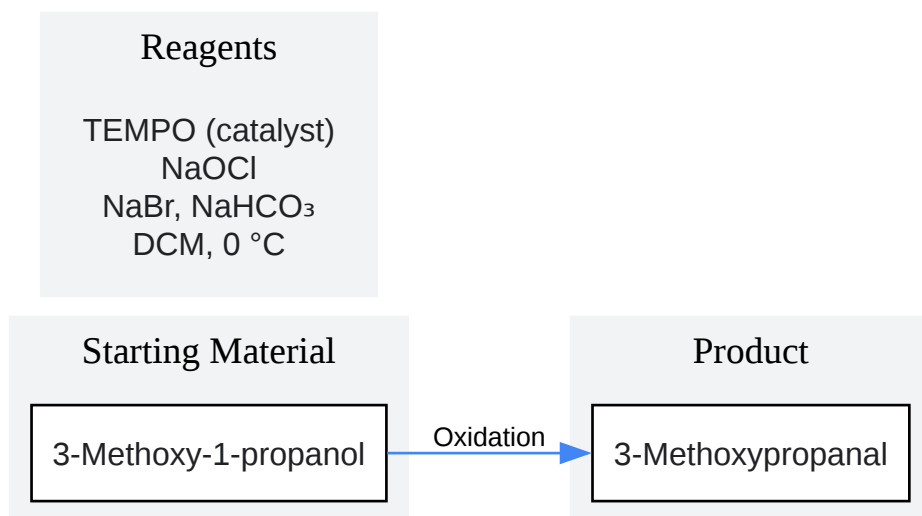 Reagents
TEMPO (catalyst)
NaOCl
NaBr, NaHCO₃
DCM, 0 °C
Starting Material
3-Methoxy-1-propanol
Oxidation
Product
3-Methoxypropanal